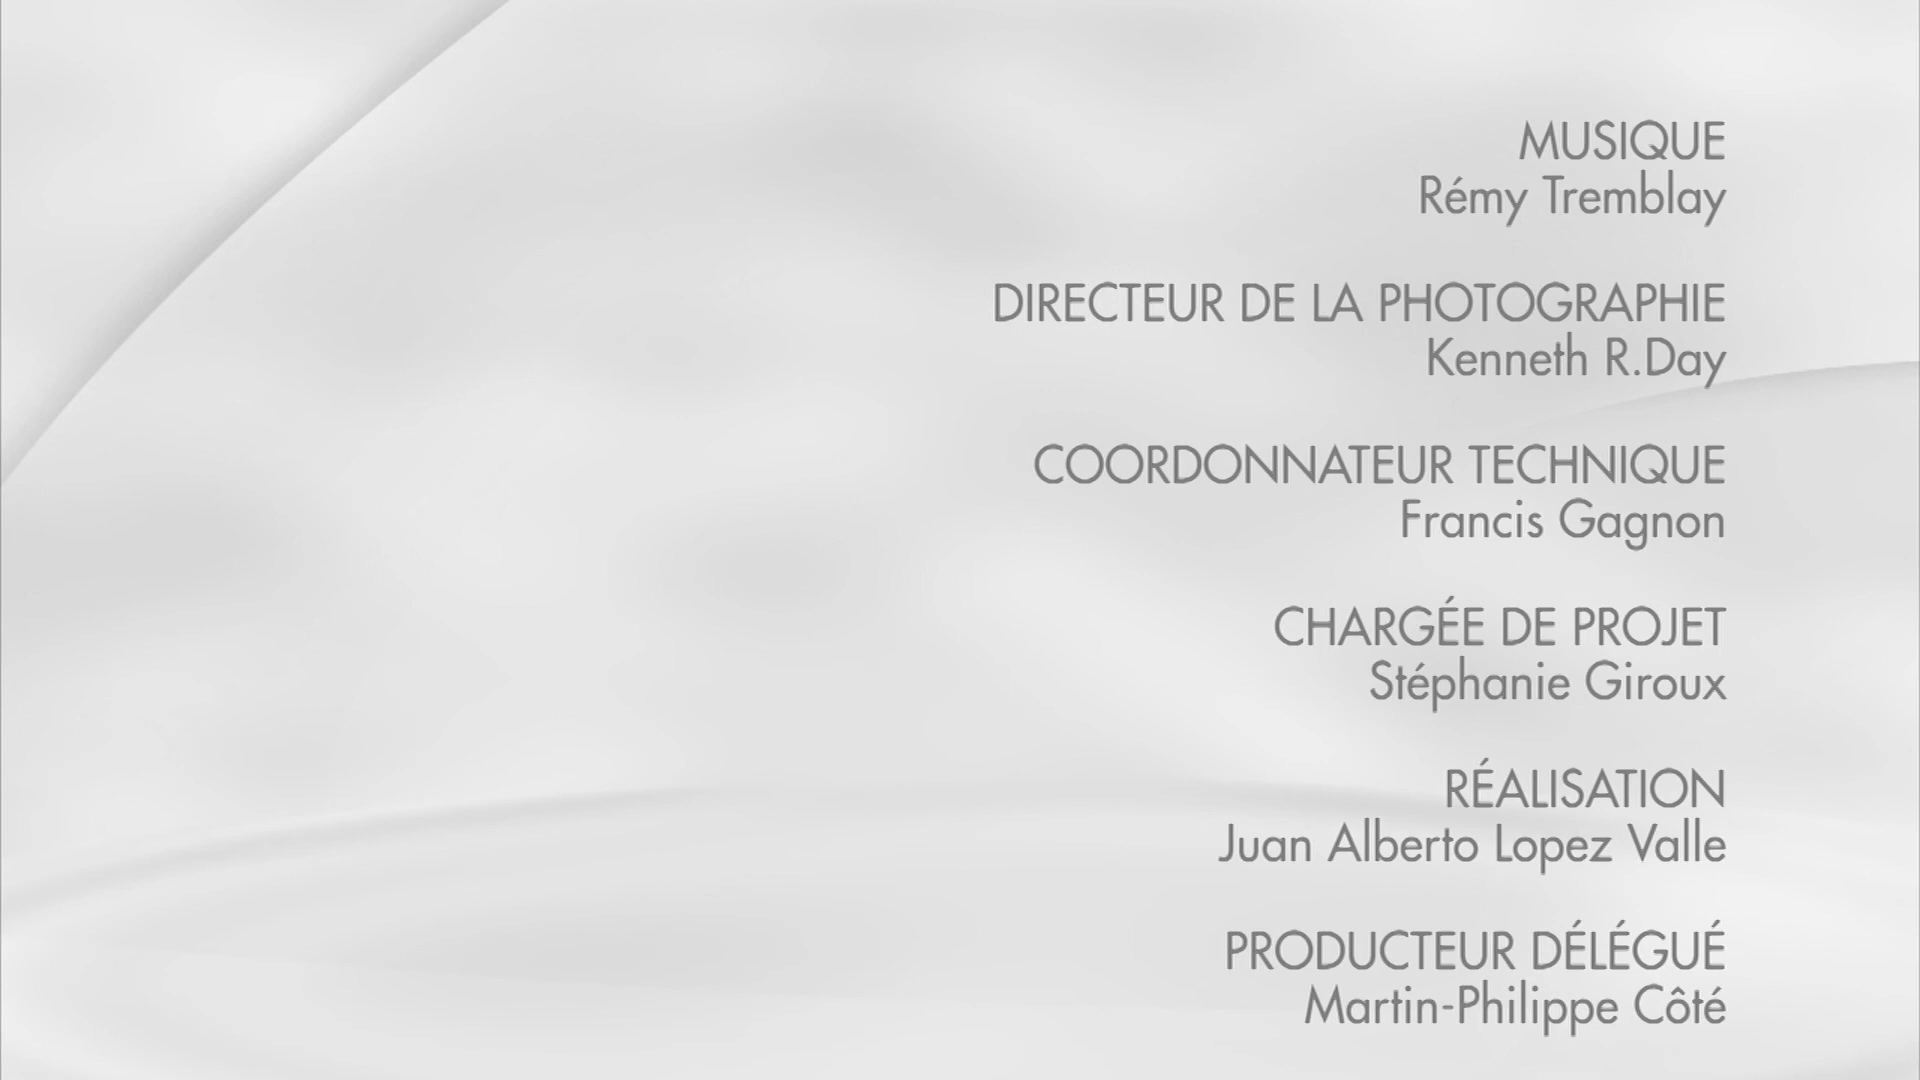 MUSIQUE
Rémy Tremblay
DIRECTEUR DE LA PHOTOGRAPHIE
Kenneth R.Day
COORDONNATEUR TECHNIQUE
Francis Gagnon
CHARGÉE DE PROJET
Stéphanie Giroux
RÉALISATION
Juan Alberto Lopez Valle
PRODUCTEUR DÉLÉGUÉ
Martin-Philippe Côté